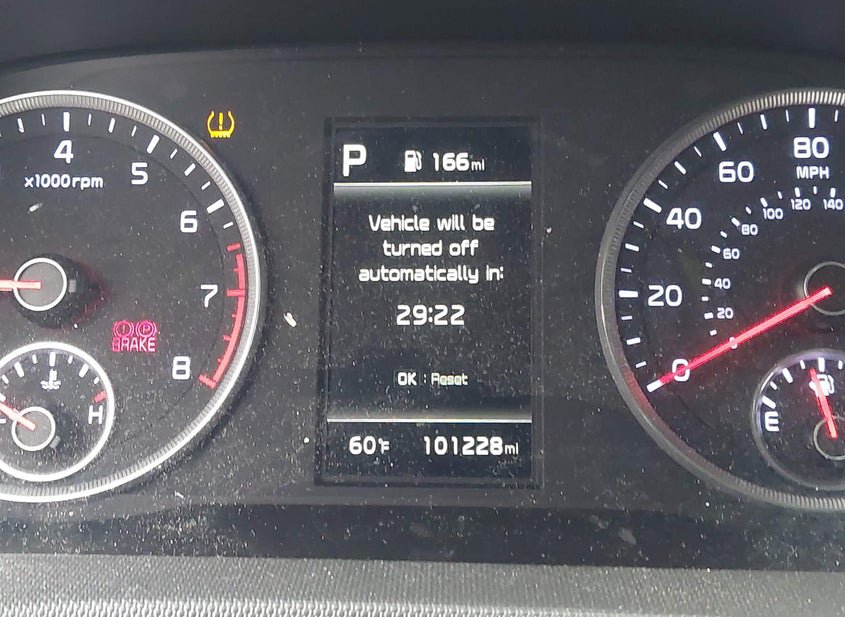 4
5
6
7
8
x1000rpm
BRAKE
H
P 166mi
Vehicle will be
turned off
automatically in:
29:22
OK : Reset
60°F 101228mi
0
20
40
60
80
MPH
20
40
60
80
100
120
140
E